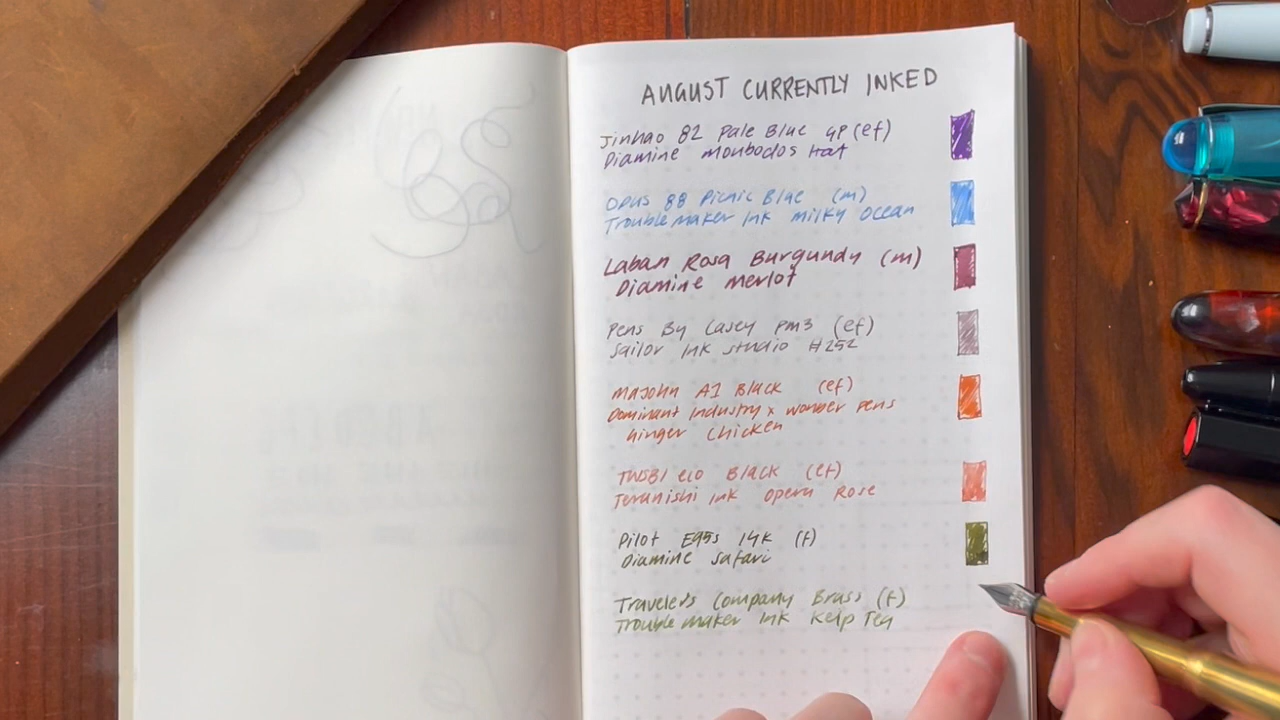 AUGUST CURRENTLY INKED
Jinhao 82 Pale Blue GP (ef)
Diamine Monbodos Hat
Opus 88 Picnic Blue (m)
Troublemaker Ink Milky Ocean
Laban Rosa Burgundy (m)
Diamine Merlot
Pens By Casey PM3 (ef)
Sailor Ink Studio #252
Majohn A1 Black (ef)
Dominant Industry x Wonder Pens
Ginger Chicken
TWSBI eco Black (ef)
Teranishi Ink Opera Rose
Pilot E95s 14K (f)
Diamine Safari
Travelers Company Brass (f)
Troublemaker Ink Kelp Tea